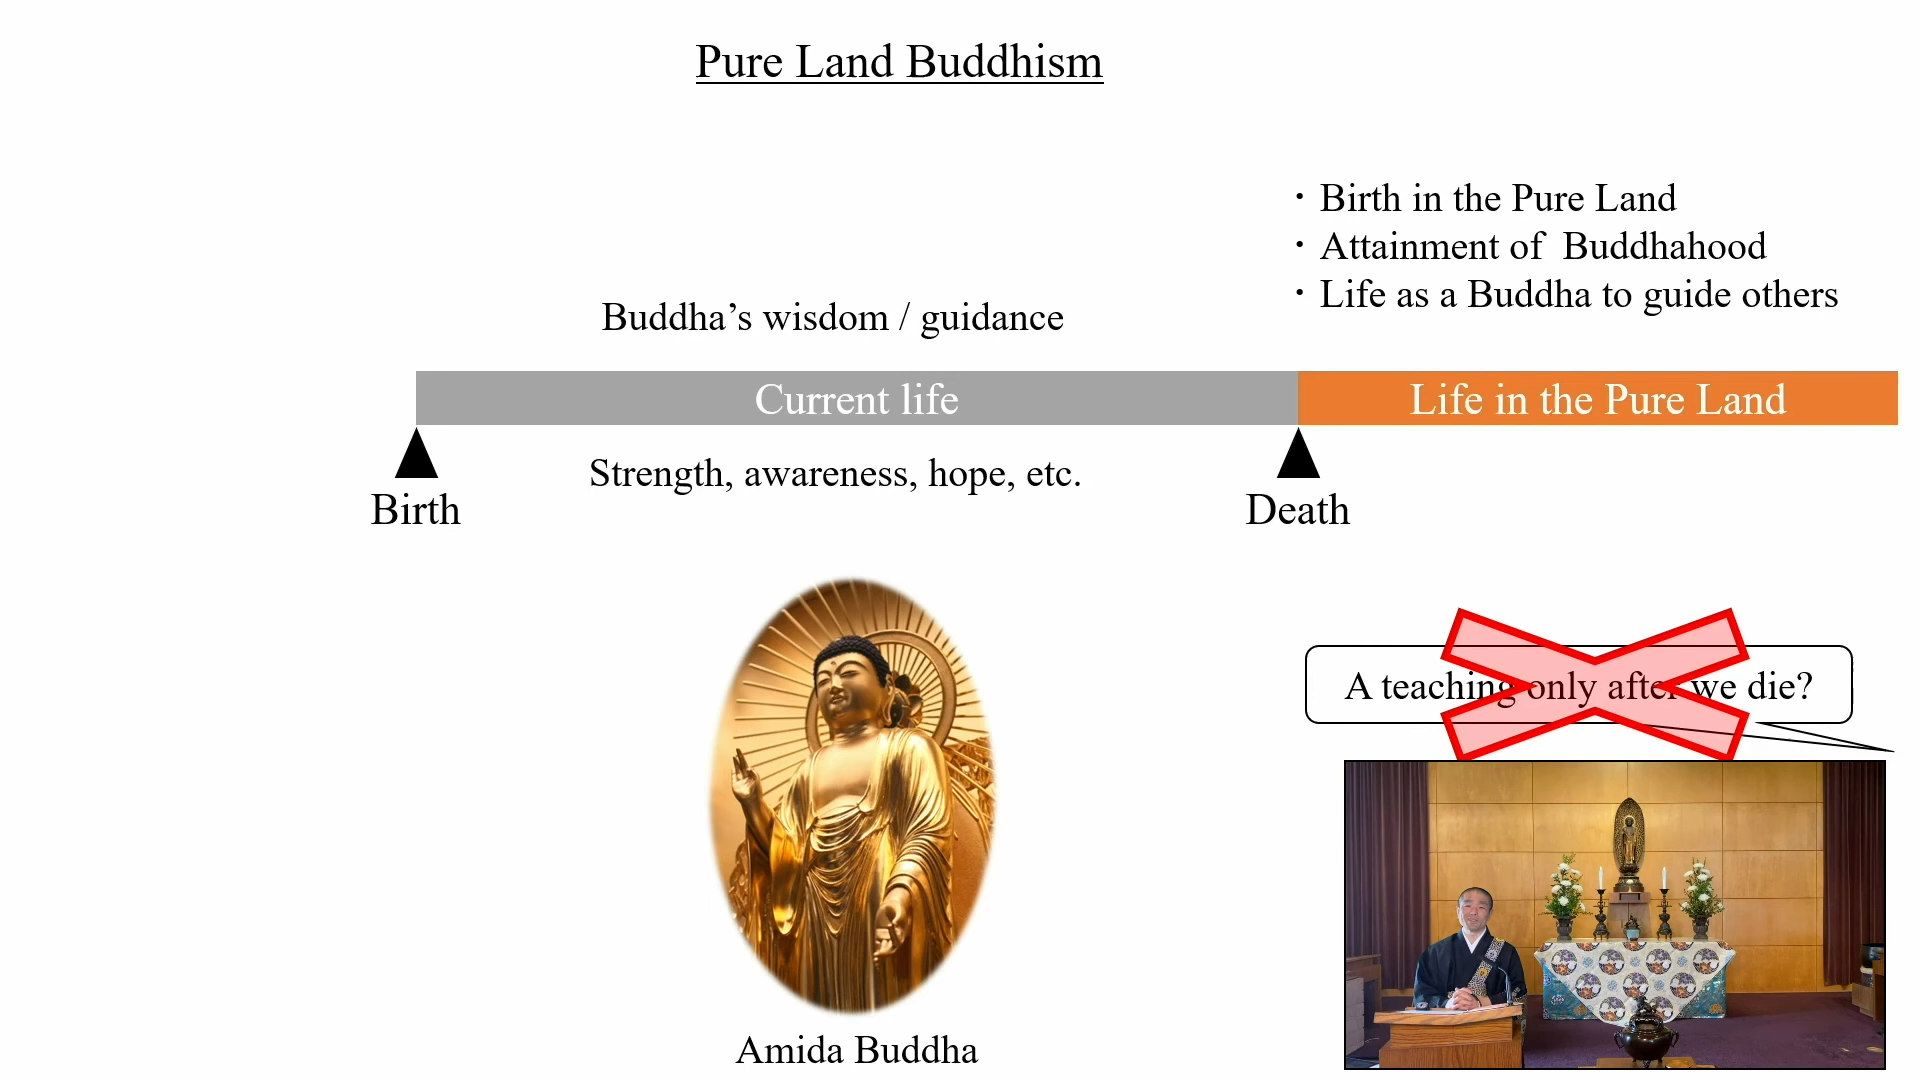 Pure Land Buddhism
・Birth in the Pure Land
・Attainment of Buddhahood
・Life as a Buddha to guide others
Buddha’s wisdom / guidance
Current life
Life in the Pure Land
Strength, awareness, hope, etc.
Birth
Death
A teaching only after we die?
Amida Buddha